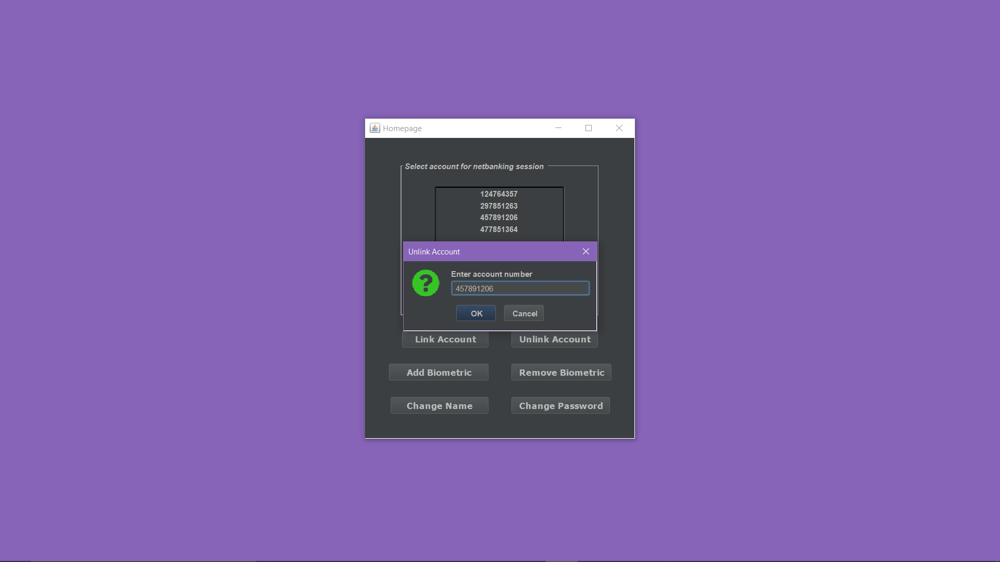 Homepage
Select account for netbanking session
124764357
297851263
457891206
477851364
Unlink Account
Enter account number
457891206
OK Cancel
Link Account Unlink Account
Add Biometric Remove Biometric
Change Name Change Password